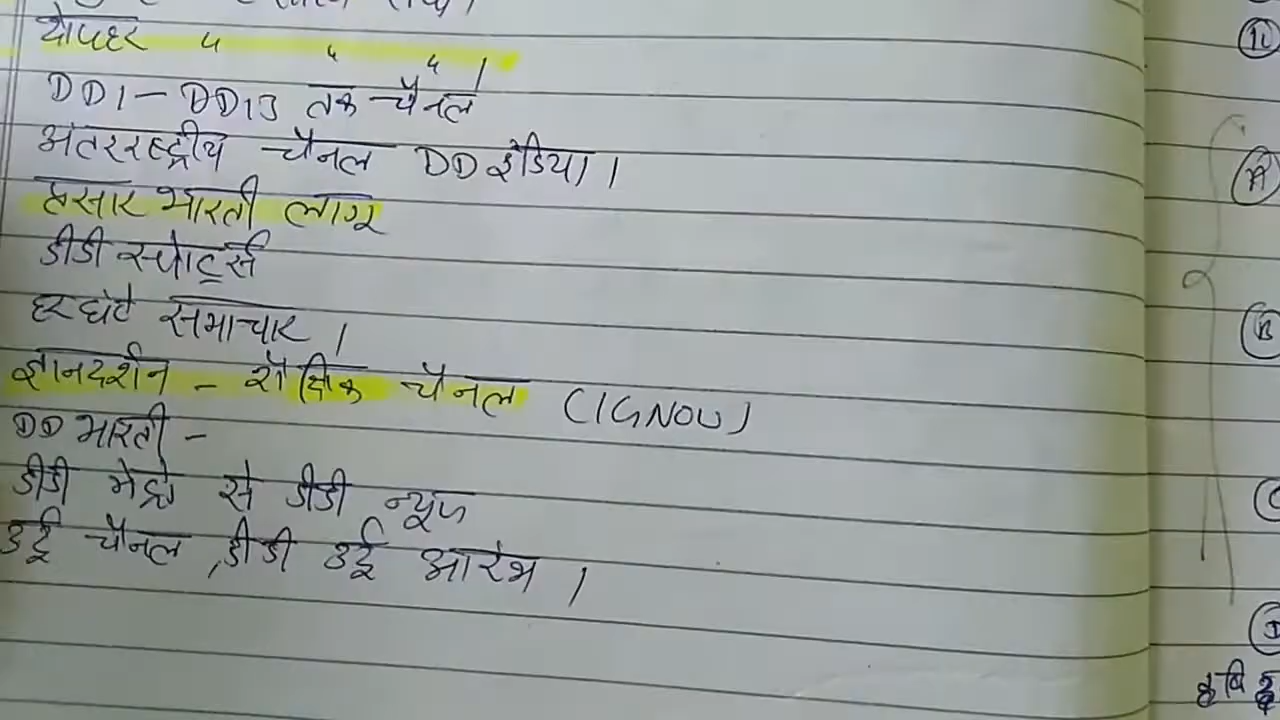 दोपहर " " " ।
DD1 - DD13 तक चैनल
अंतरराष्ट्रीय चैनल DD इंडिया ।
प्रसार भारती लागू
डीडी स्पोर्ट्स
हर घंटे समाचार ।
ज्ञानदर्शन - शैक्षिक चैनल (IGNOU)
DD भारती -
डीडी मेट्रो से डीडी न्यूज
उर्दू चैनल , डीडी उर्दू आरंभ ।
A
B
C
D
कृषि